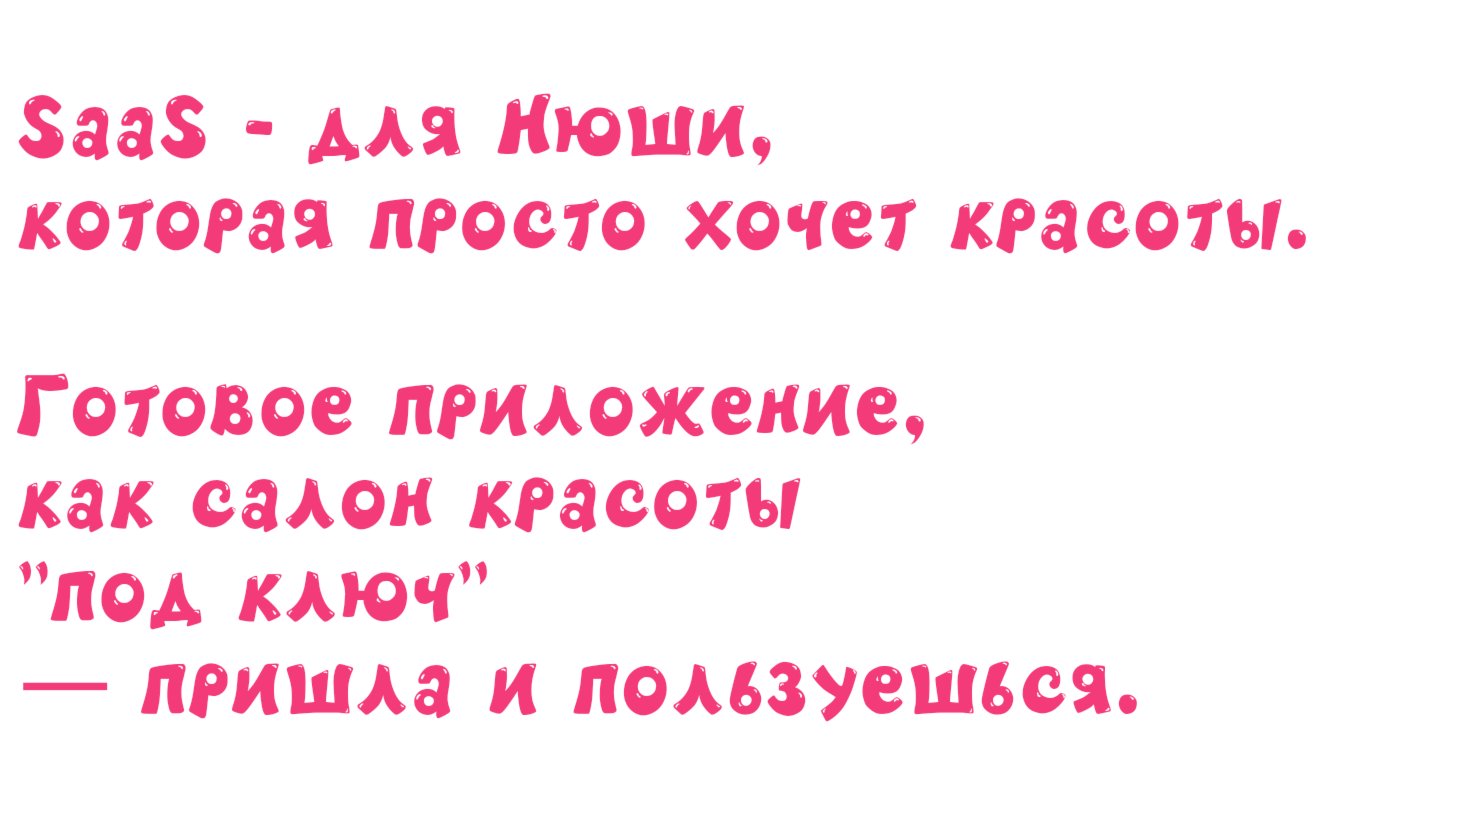 SaaS - для Нюши,
которая просто хочет красоты.
Готовое приложение,
как салон красоты
"под ключ"
— пришла и пользуешься.